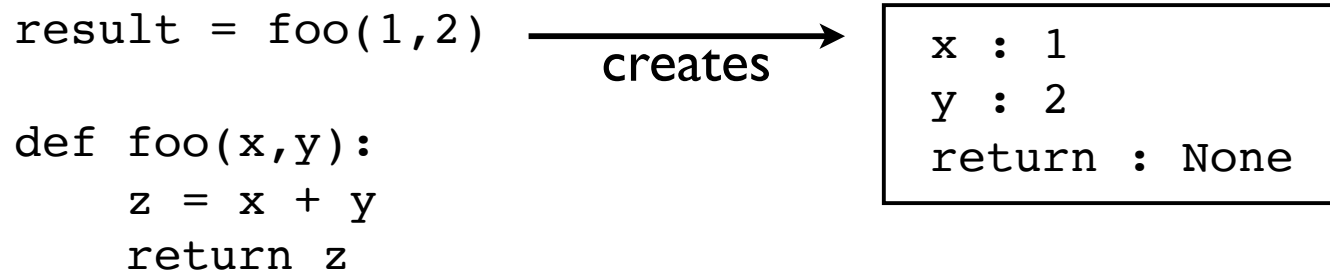 result = foo(1,2)
creates
def foo(x,y):
    z = x + y
    return z
x : 1
y : 2
return : None